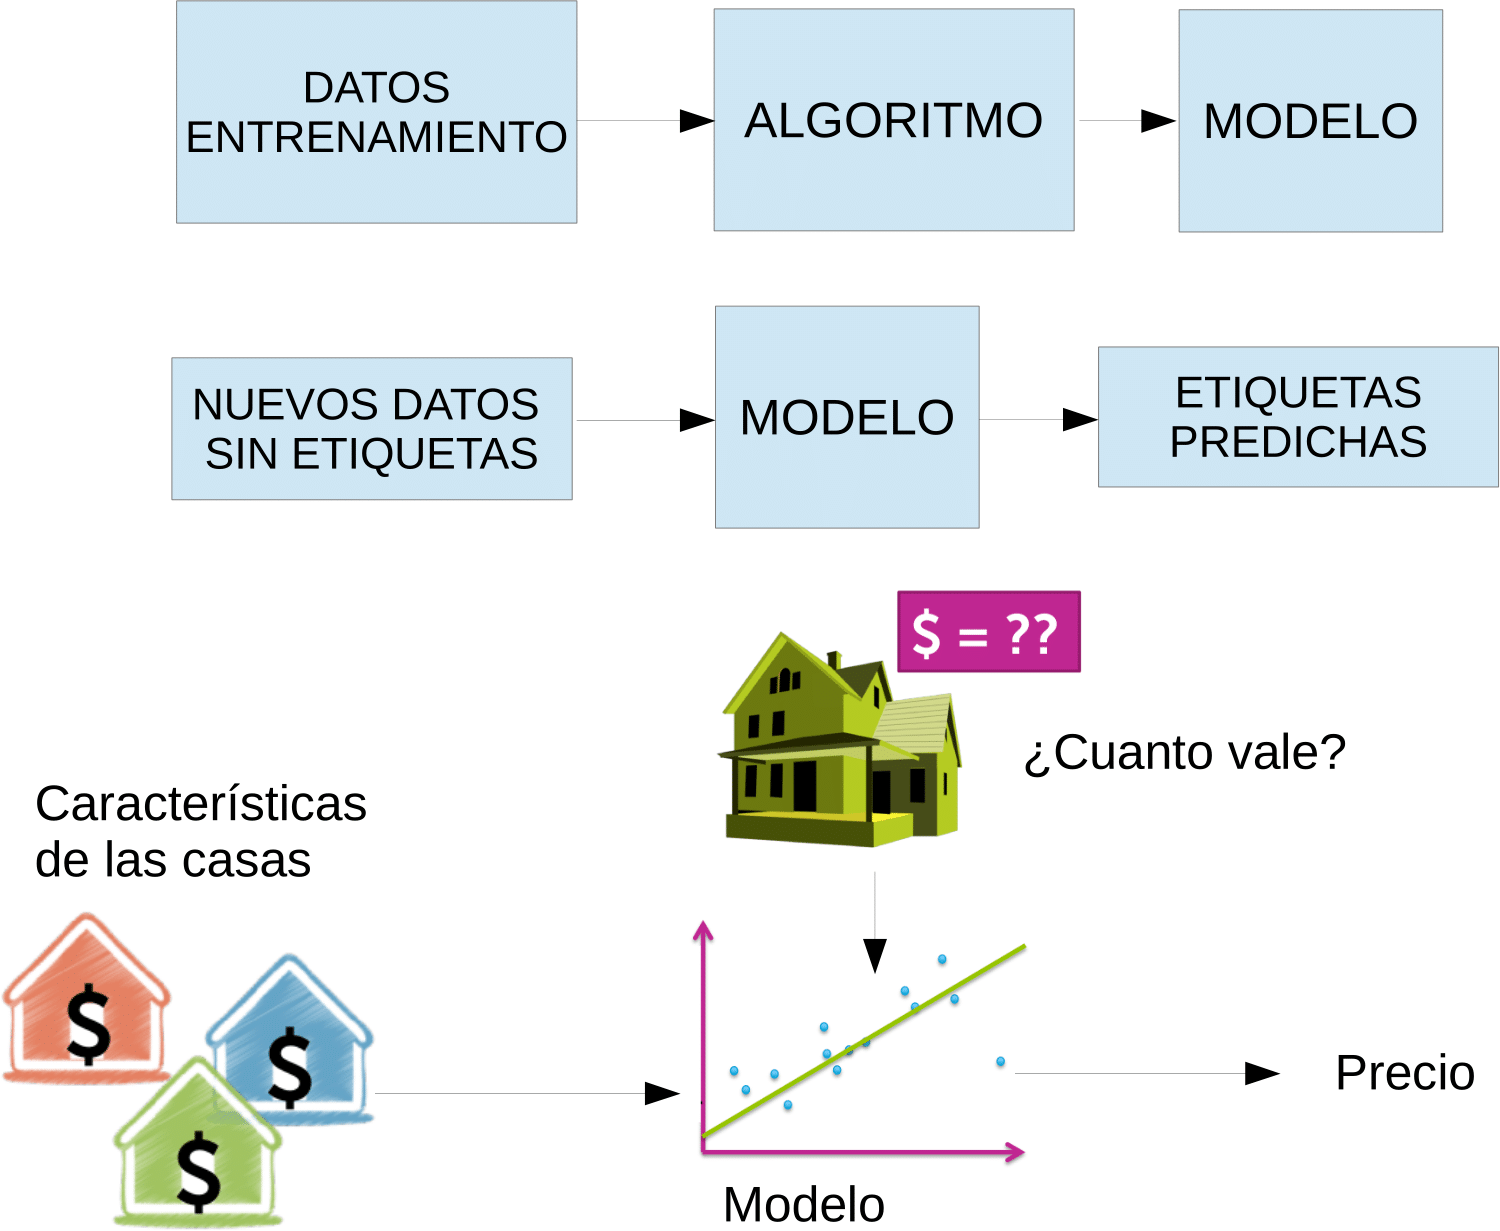 DATOS
ENTRENAMIENTO
ALGORITMO
MODELO
NUEVOS DATOS
SIN ETIQUETAS
MODELO
ETIQUETAS
PREDICHAS
$ = ??
¿Cuanto vale?
Características
de las casas
$
$
$
Precio
Modelo